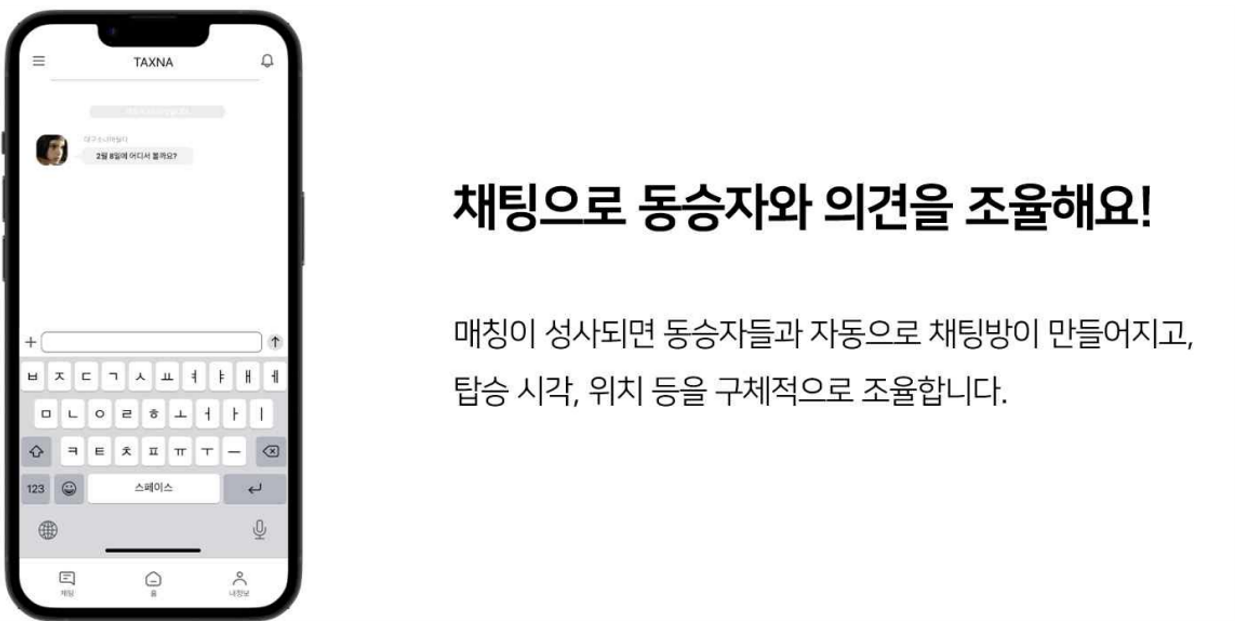 TAXNA
2월 8일에 어디서 볼까요?
채팅으로 동승자와 의견을 조율해요!
매칭이 성사되면 동승자들과 자동으로 채팅방이 만들어지고,
탑승 시각, 위치 등을 구체적으로 조율합니다.
ㅂ ㅈ ㄷ ㄱ ㅅ ㅛ ㅕ ㅑ ㅐ ㅔ
ㅁ ㄴ ㅇ ㄹ ㅎ ㅗ ㅓ ㅏ ㅣ
ㅋ ㅌ ㅊ ㅍ ㅠ ㅜ ㅡ
123 스페이스
채팅 홈 내정보